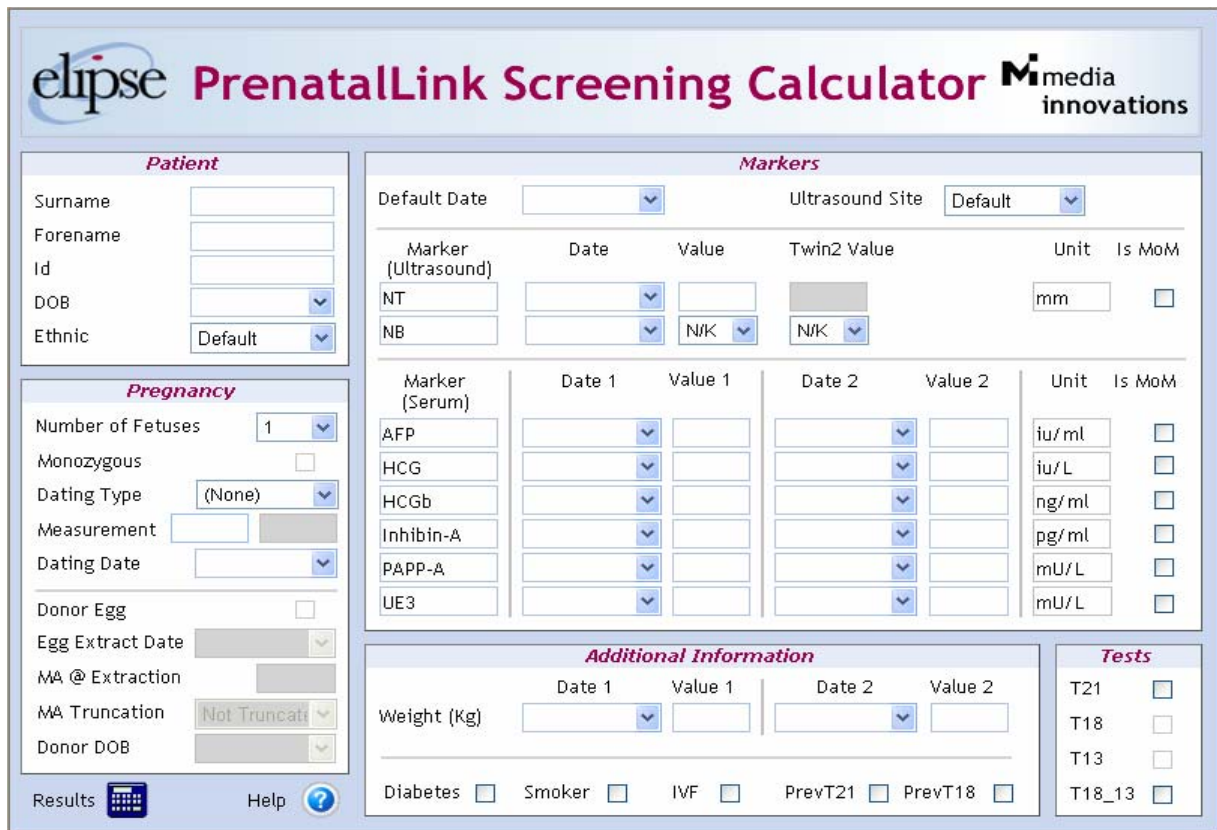 elipse PrenatalLink Screening Calculator Mi media innovations
Patient
Surname
Forename
Id
DOB
Ethnic Default
Pregnancy
Number of Fetuses 1
Monozygous
Dating Type (None)
Measurement
Dating Date
Donor Egg
Egg Extract Date
MA @ Extraction
MA Truncation Not Truncate
Donor DOB
Results Help ?
Markers
Default Date Ultrasound Site Default
Marker (Ultrasound) Date Value Twin2 Value Unit Is MoM
NT mm
NB N/K N/K
Marker (Serum) Date 1 Value 1 Date 2 Value 2 Unit Is MoM
AFP iu/ml
HCG iu/L
HCGb ng/ml
Inhibin-A pg/ml
PAPP-A mU/L
UE3 mU/L
Additional Information
Date 1 Value 1 Date 2 Value 2
Weight (Kg)
Diabetes Smoker IVF PrevT21 PrevT18
Tests
T21
T18
T13
T18_13